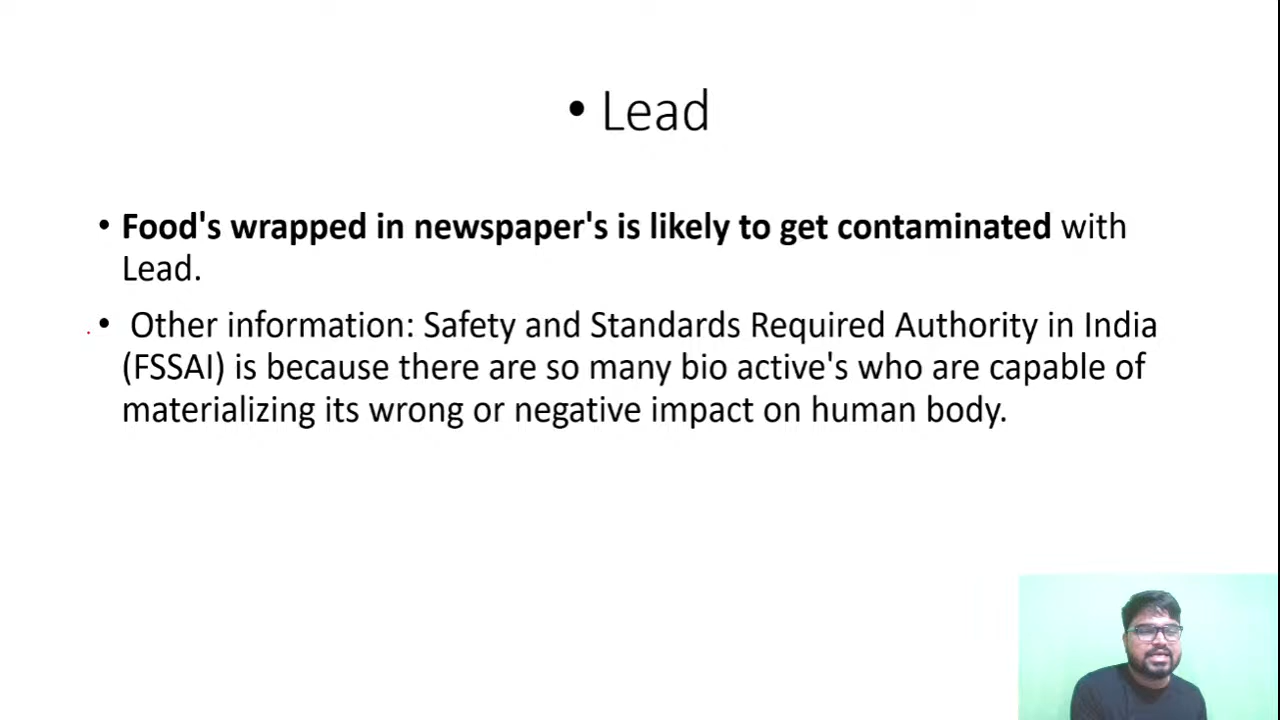 • Lead
• Food's wrapped in newspaper's is likely to get contaminated with
Lead.
• Other information: Safety and Standards Required Authority in India
(FSSAI) is because there are so many bio active's who are capable of
materializing its wrong or negative impact on human body.